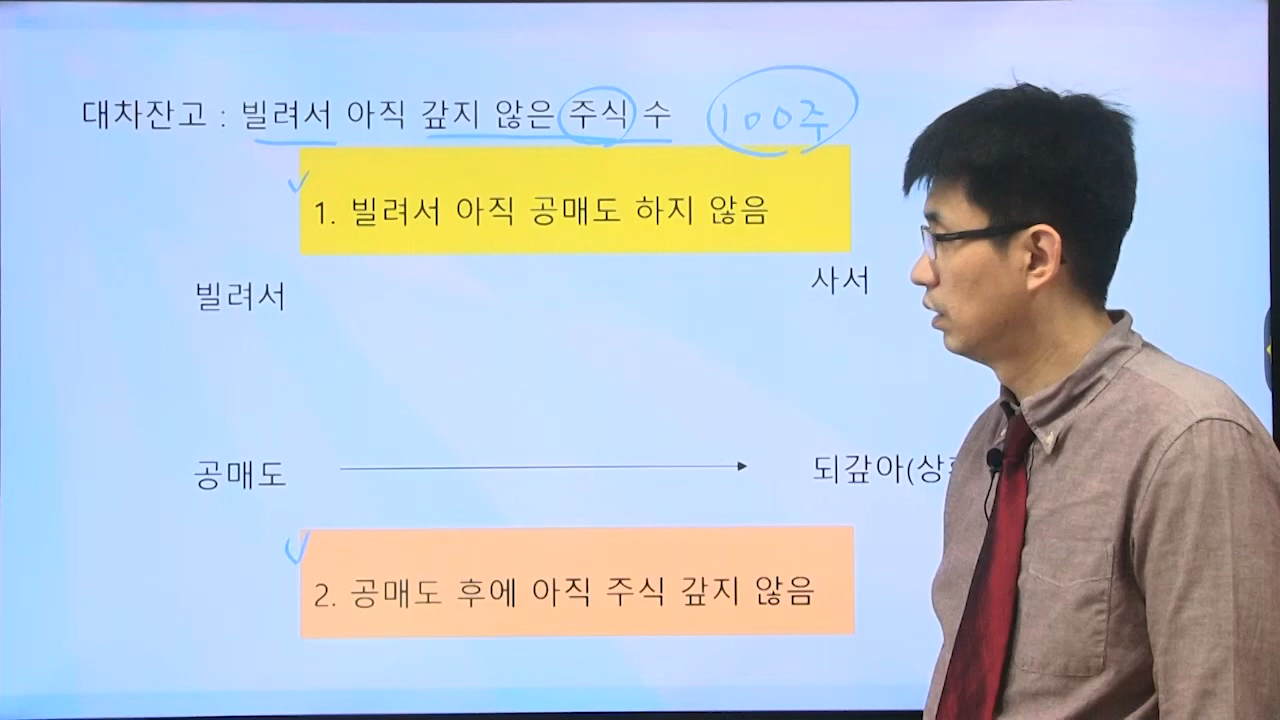 대차잔고 : 빌려서 아직 갚지 않은 주식 수 100주
1. 빌려서 아직 공매도 하지 않음
빌려서 사서
공매도 되갚아(상
2. 공매도 후에 아직 주식 갚지 않음